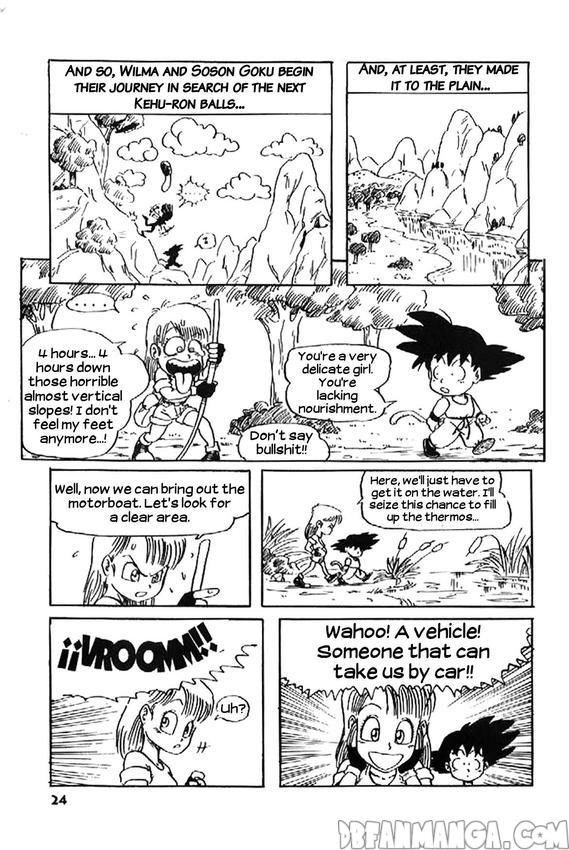 And so, Wilma and Soson Goku begin
their journey in search of the next
Kehu-ron balls...
And, at least, they made
it to the plain...
......
4 hours... 4
hours down
those horrible
almost vertical
slopes! I don't
feel my feet
anymore...!
You're a very
delicate girl.
You're
lacking
nourishment.
Don't say
bullshit!!
Well, now we can bring out the
motorboat. Let's look for
a clear area.
Here, we'll just have to
get it on the water. I'll
seize this chance to fill
up the thermos...
¡¡VROOMM!!
Uh?
Wahoo! A vehicle!
Someone that can
take us by car!!
24
DBFANMANGA.COM